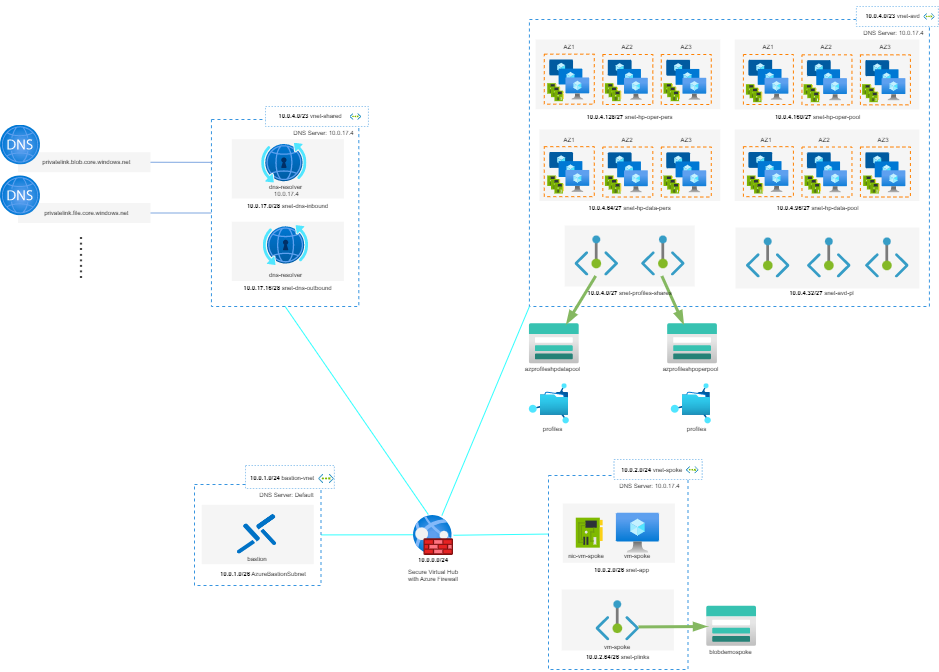 10.0.4.0/23 vnet-avd
DNS Server: 10.0.17.4
AZ1
AZ2
AZ3
AZ1
AZ2
AZ3
10.0.4.128/27 snet-hp-oper-pers
10.0.4.160/27 snet-hp-oper-pool
AZ1
AZ2
AZ3
AZ1
AZ2
AZ3
10.0.4.64/27 snet-hp-data-pers
10.0.4.96/27 snet-hp-data-pool
10.0.4.0/27 snet-profiles-shares
10.0.4.32/27 snet-avd-pl
azprofileshpdatapool
azprofileshpoperpool
profiles
profiles
DNS
privatelink.blob.core.windows.net
DNS
privatelink.file.core.windows.net
10.0.4.0/23 vnet-shared
DNS Server: 10.0.17.4
dns-resolver
10.0.17.4
10.0.17.0/28 snet-dns-inbound
dns-resolver
10.0.17.16/28 snet-dns-outbound
10.0.1.0/24 bastion-vnet
DNS Server: Default
bastion
10.0.1.0/26 AzureBastionSubnet
10.0.0.0/24
Secure Virtual Hub
with Azure Firewall
10.0.2.0/24 vnet-spoke
DNS Server: 10.0.17.4
nic-vm-spoke
vm-spoke
10.0.2.0/26 snet-app
vm-spoke
10.0.2.64/26 snet-plinks
blobdemospoke